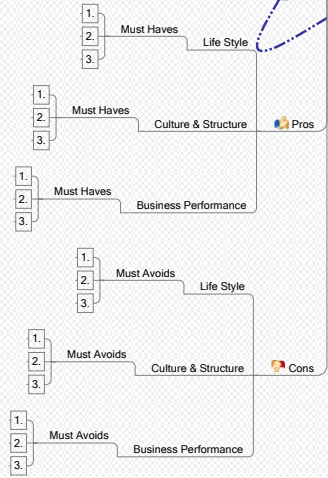 1.
Must Haves
2.
Life Style
3.
1.
Must Haves
2.
Culture & Structure
Pros
3.
1.
Must Haves
2.
Business Performance
3.
1.
Must Avoids
2.
Life Style
3.
1.
Must Avoids
2.
Culture & Structure
Cons
3.
1.
Must Avoids
2.
Business Performance
3.